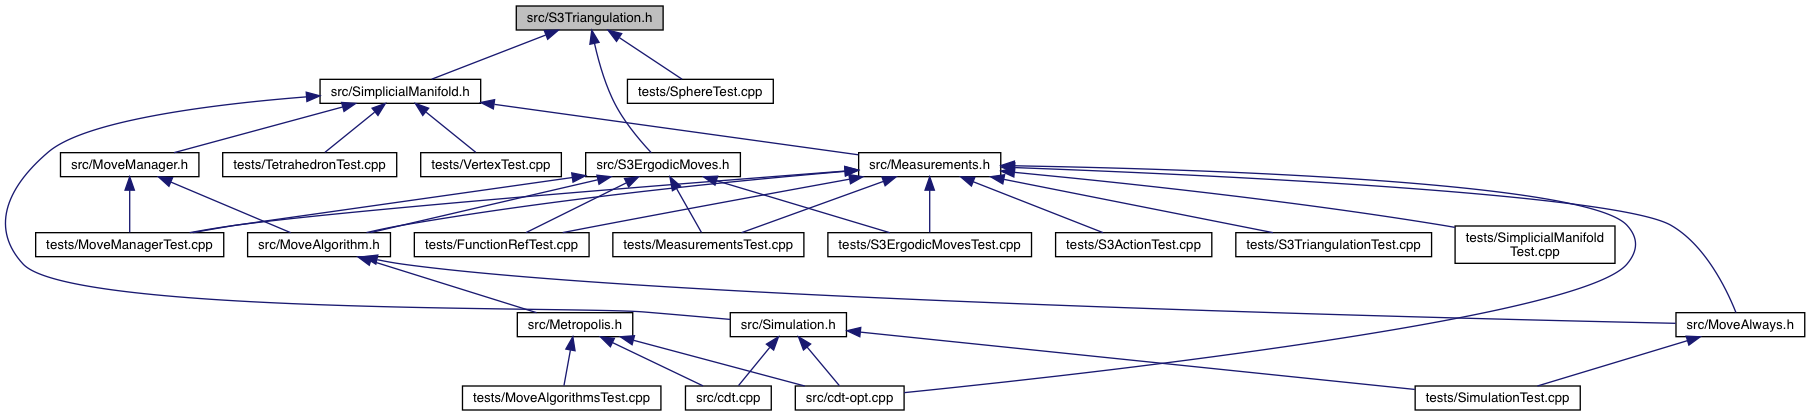 src/S3Triangulation.h
src/SimplicialManifold.h
tests/SphereTest.cpp
src/MoveManager.h
tests/TetrahedronTest.cpp
tests/VertexTest.cpp
src/S3ErgodicMoves.h
src/Measurements.h
tests/MoveManagerTest.cpp
src/MoveAlgorithm.h
tests/FunctionRefTest.cpp
tests/MeasurementsTest.cpp
tests/S3ErgodicMovesTest.cpp
tests/S3ActionTest.cpp
tests/S3TriangulationTest.cpp
tests/SimplicialManifold
Test.cpp
src/Metropolis.h
src/Simulation.h
src/MoveAlways.h
tests/MoveAlgorithmsTest.cpp
src/cdt.cpp
src/cdt-opt.cpp
tests/SimulationTest.cpp